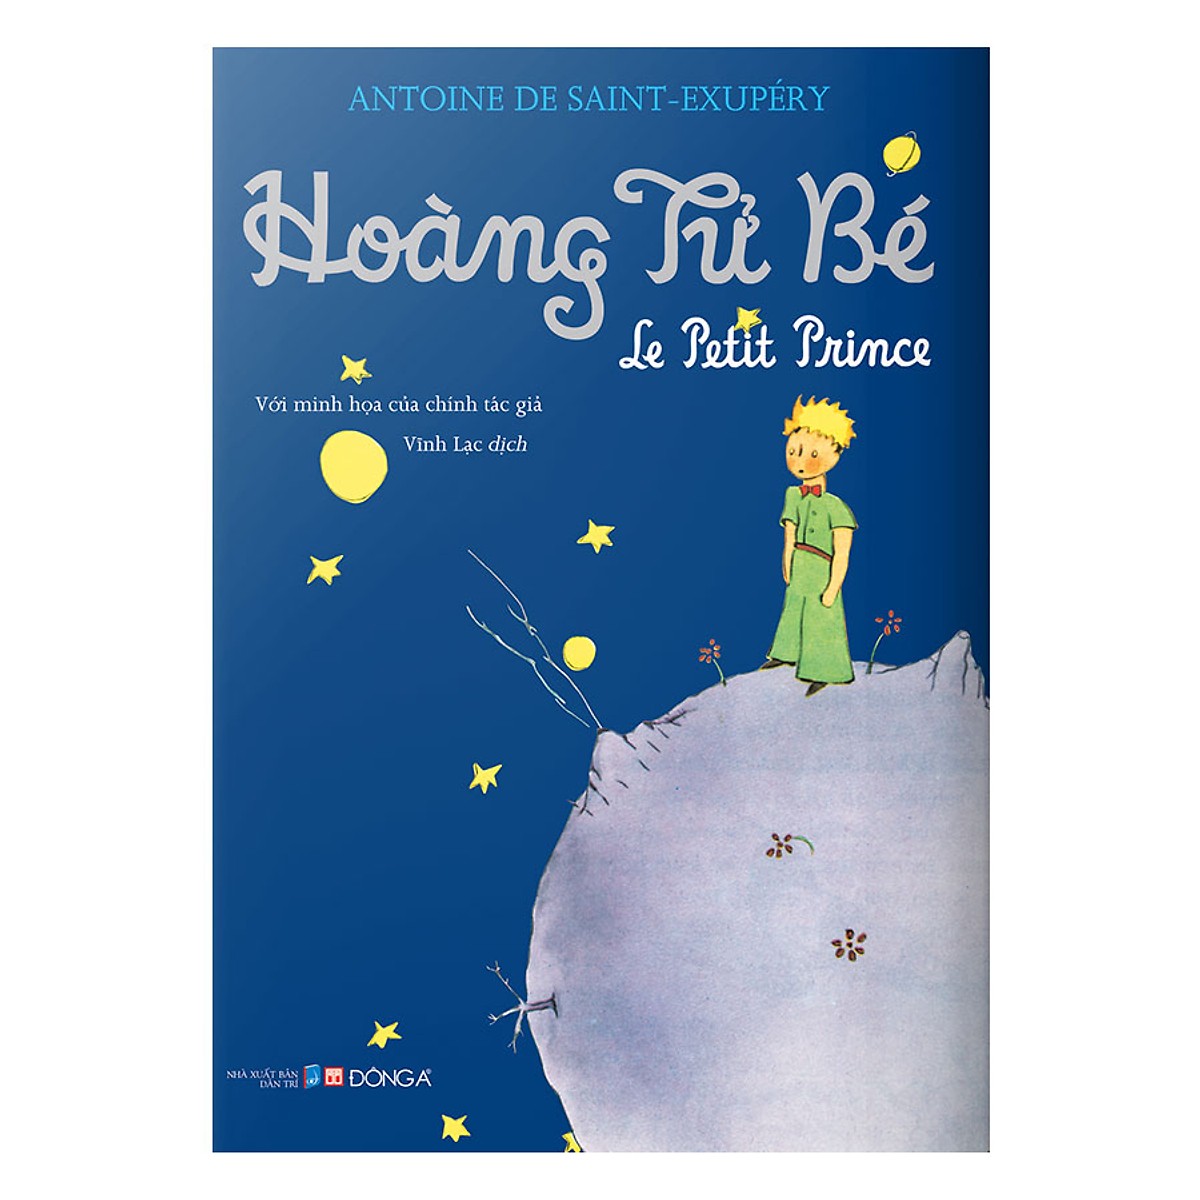 ANTOINE DE SAINT-EXUPÉRY
Hoàng Tử Bé
Le Petit Prince
Với minh họa của chính tác giả
Vĩnh Lạc dịch
NHÀ XUẤT BẢN
DÂN TRÍ
ĐÔNG A